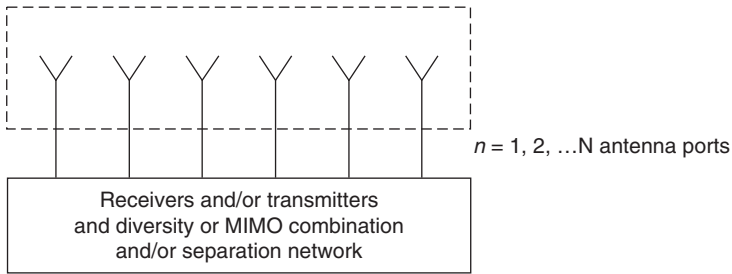 n = 1, 2, …N antenna ports
Receivers and/or transmitters
and diversity or MIMO combination
and/or separation network